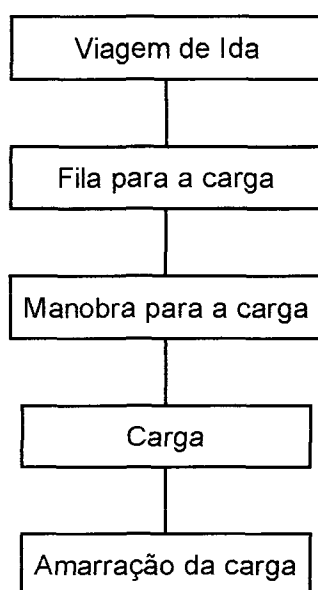 Viagem de Ida
Fila para a carga
Manobra para a carga
Carga
Amarração da carga